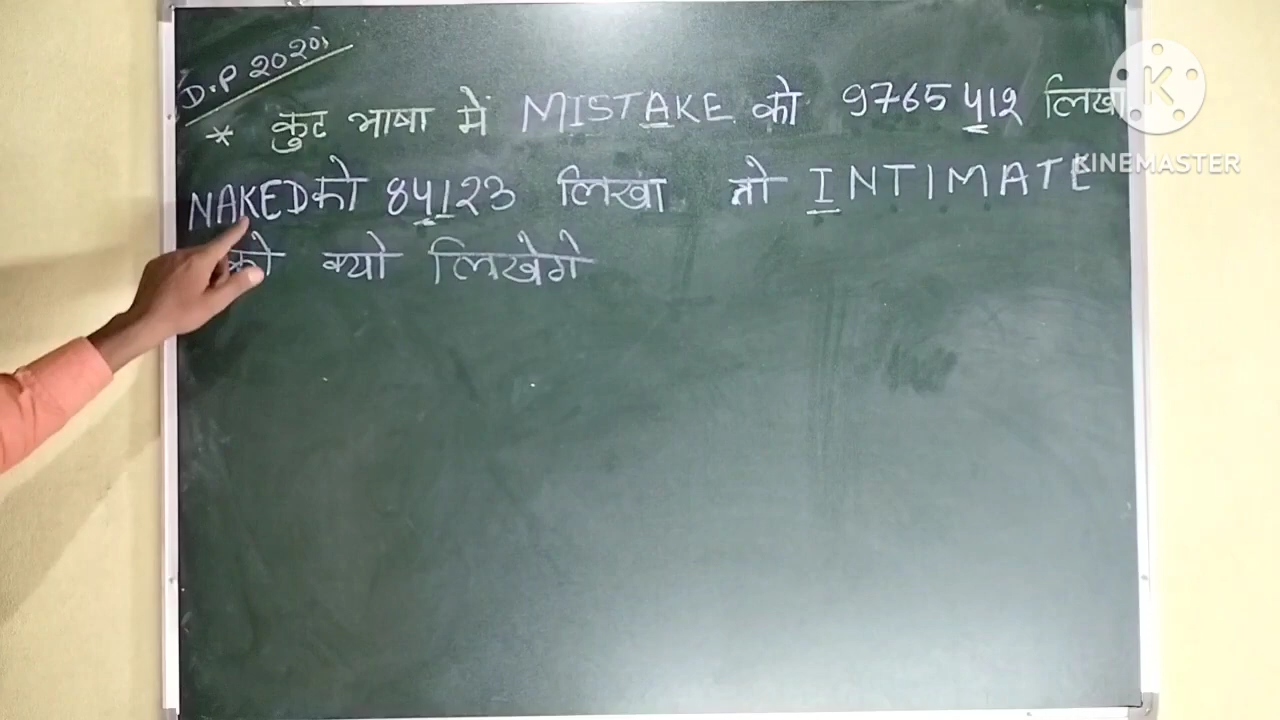 D.P 2020
* कुट भाषा में MISTAKE को 9765412 लिखा
NAKED को 84123 लिखा तो INTIMATE
को क्यो लिखेगे
K
KINEMASTER